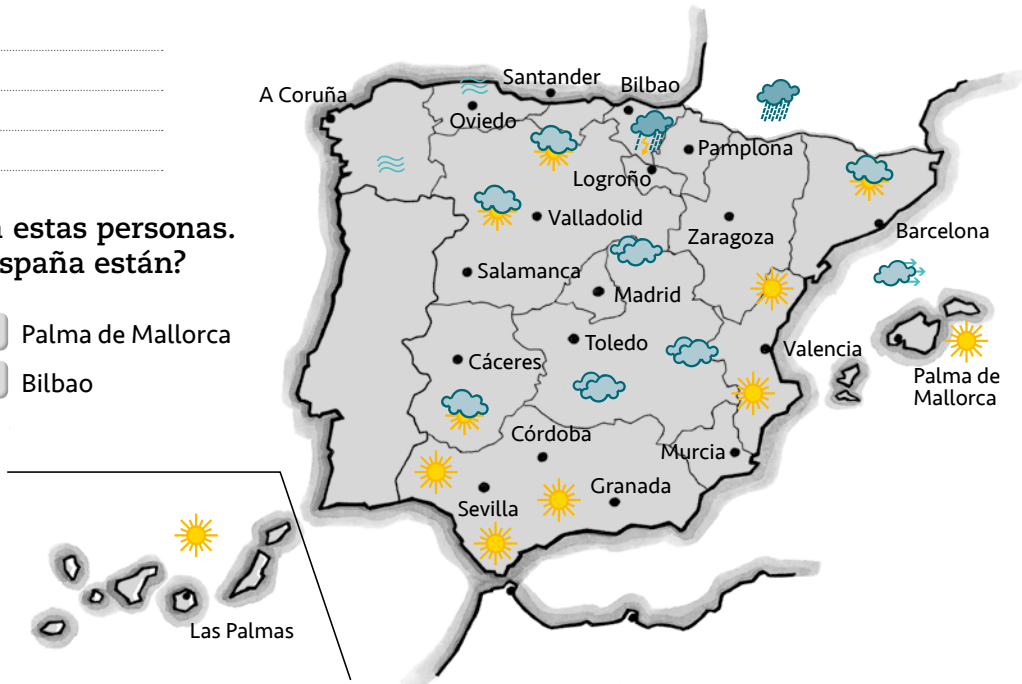 estas personas.
spaña están?
Palma de Mallorca
Bilbao
A Coruña
Santander
Bilbao
Oviedo
Pamplona
Logroño
Valladolid
Zaragoza
Barcelona
Salamanca
Madrid
Toledo
Valencia
Cáceres
Palma de
Mallorca
Córdoba
Murcia
Granada
Sevilla
Las Palmas